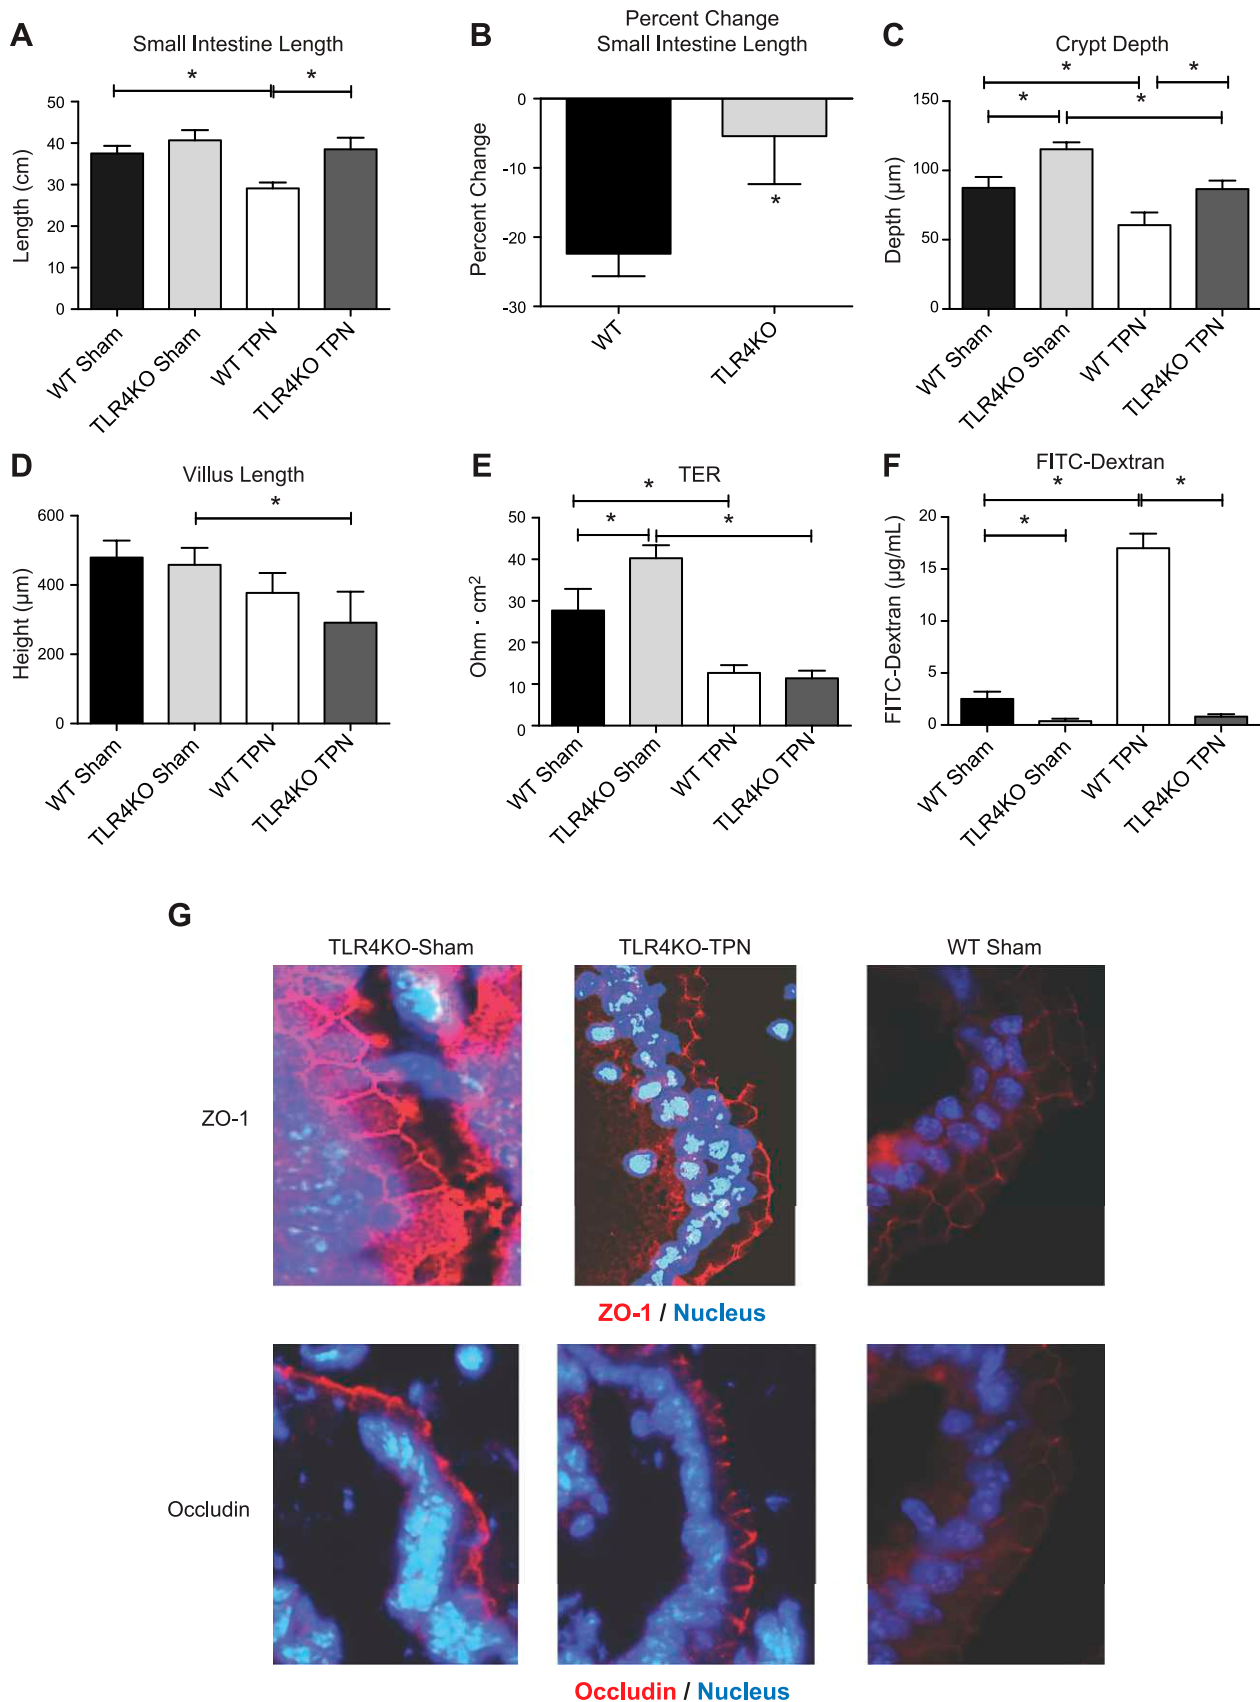 A
Small Intestine Length
* *
Length (cm)
50
40
30
20
10
0
WT Sham
TLR4KO Sham
WT TPN
TLR4KO TPN
B
Percent Change
Small Intestine Length
Percent Change
0
-10
-20
-30
*
WT
TLR4KO
C
Crypt Depth
* *
* *
Depth (µm)
150
100
50
0
WT Sham
TLR4KO Sham
WT TPN
TLR4KO TPN
D
Villus Length
*
Height (µm)
600
400
200
0
WT Sham
TLR4KO Sham
WT TPN
TLR4KO TPN
E
TER
*
* *
Ohm · cm²
50
40
30
20
10
0
WT Sham
TLR4KO Sham
WT TPN
TLR4KO TPN
F
FITC-Dextran
* *
*
FITC-Dextran (µg/mL)
20
15
10
5
0
WT Sham
TLR4KO Sham
WT TPN
TLR4KO TPN
G
TLR4KO-Sham TLR4KO-TPN WT Sham
ZO-1
ZO-1 / Nucleus
Occludin
Occludin / Nucleus